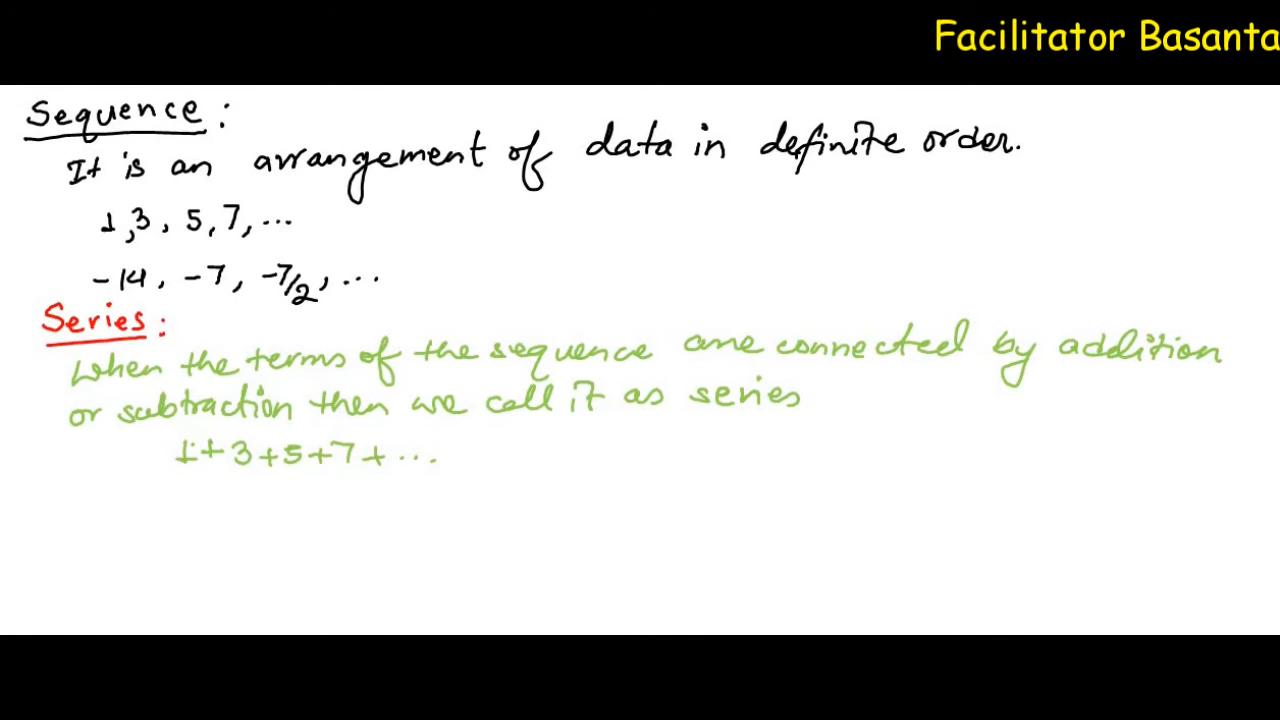 Facilitator Basanta
Sequence:
It is an arrangement of data in definite order.
1, 3, 5, 7, ...
-14, -7, -7/2, ...
Series:
When the terms of the sequence are connected by addition
or subtraction then we call it as series
1+3+5+7+...